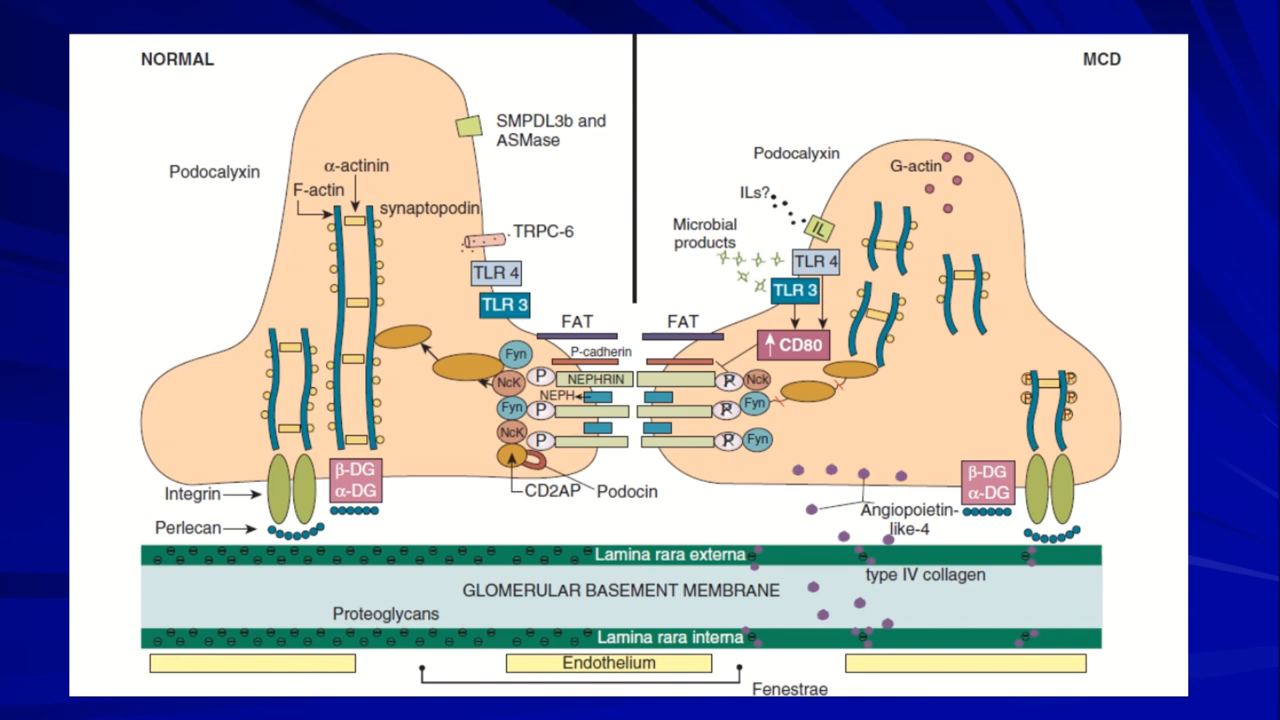 NORMAL
MCD
SMPDL3b and
ASMase
Podocalyxin
α-actinin
F-actin
synaptopodin
TRPC-6
TLR 4
TLR 3
Podocalyxin
G-actin
ILs?
IL
Microbial
products
TLR 4
TLR 3
CD80
FAT
FAT
P-cadherin
Fyn
P
NEPHRIN
P
Nck
NcK
NEPH
Fyn
P
P
Fyn
NcK
P
P
Fyn
P
P
P
P
CD2AP
Podocin
β-DG
α-DG
Integrin
Perlecan
β-DG
α-DG
Angiopoietin-
like-4
Lamina rara externa
type IV collagen
GLOMERULAR BASEMENT MEMBRANE
Proteoglycans
Lamina rara interna
Endothelium
Fenestrae